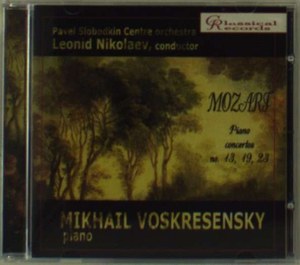 Classical
Records
Pavel Slobodkin Centre orchestra
Leonid Nikolaev, conductor
MOZART
Piano
concertos
no. 13, 19, 23
MIKHAIL VOSKRESENSKY
piano